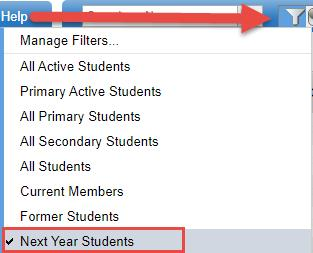 Help
Manage Filters...
All Active Students
Primary Active Students
All Primary Students
All Secondary Students
All Students
Current Members
Former Students
Next Year Students